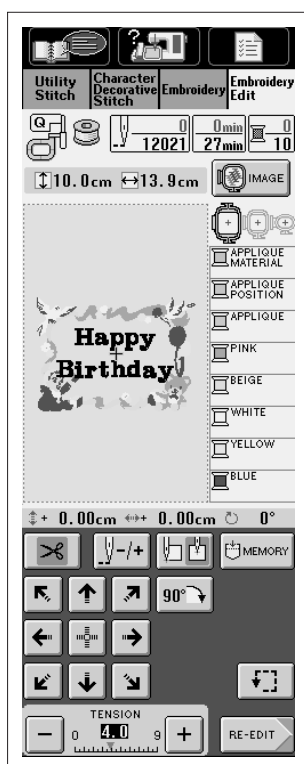 Utility Stitch
Character Decorative Stitch
Embroidery
Embroidery Edit
Q
0
12021
0min
27min
0
10
10.0cm 13.9cm
IMAGE
APPLIQUE MATERIAL
APPLIQUE POSITION
APPLIQUE
PINK
BEIGE
WHITE
YELLOW
BLUE
Happy
Birthday
+ 0.00cm + 0.00cm 0°
-/+
MEMORY
90°
TENSION
- 0 4.0 9 +
RE-EDIT